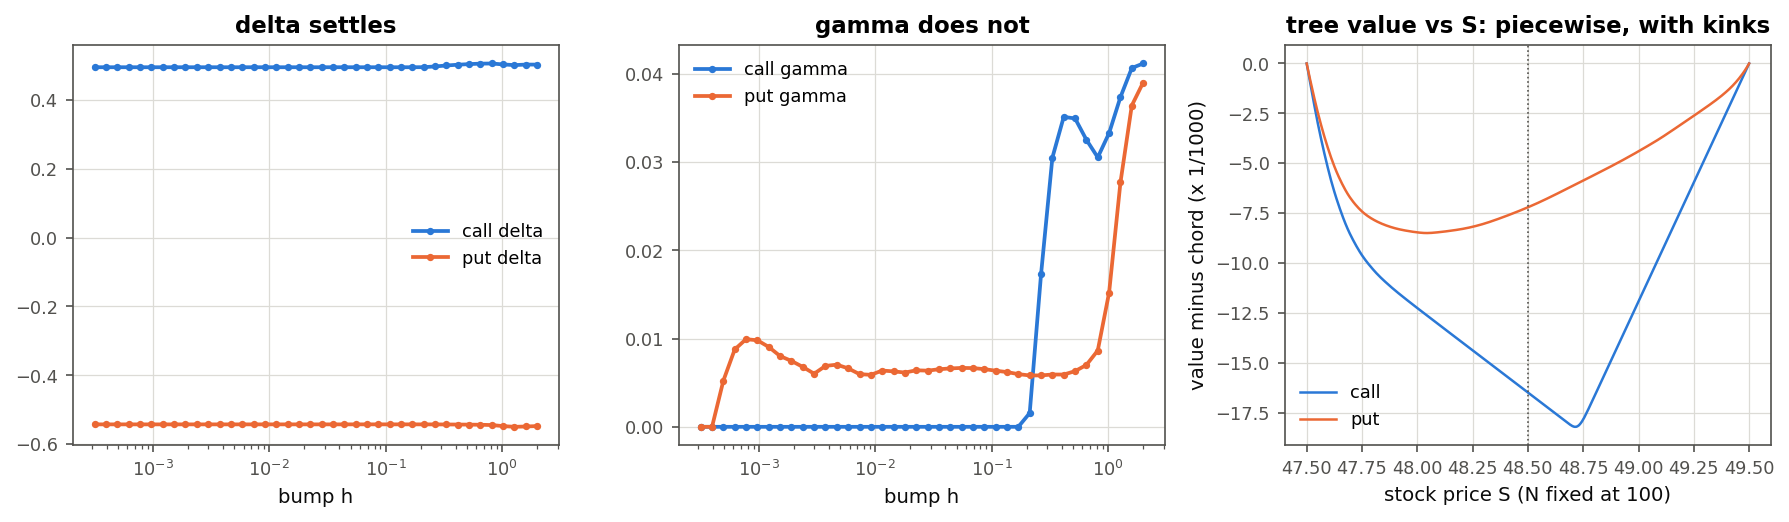 delta settles
0.4
0.2
0.0
−0.2
−0.4
−0.6
call delta
put delta
10⁻³
10⁻²
10⁻¹
10⁰
bump h
gamma does not
0.04
0.03
0.02
0.01
0.00
call gamma
put gamma
10⁻³
10⁻²
10⁻¹
10⁰
bump h
tree value vs S: piecewise, with kinks
value minus chord (x 1/1000)
0.0
−2.5
−5.0
−7.5
−10.0
−12.5
−15.0
−17.5
call
put
47.50 47.75 48.00 48.25 48.50 48.75 49.00 49.25 49.50
stock price S (N fixed at 100)